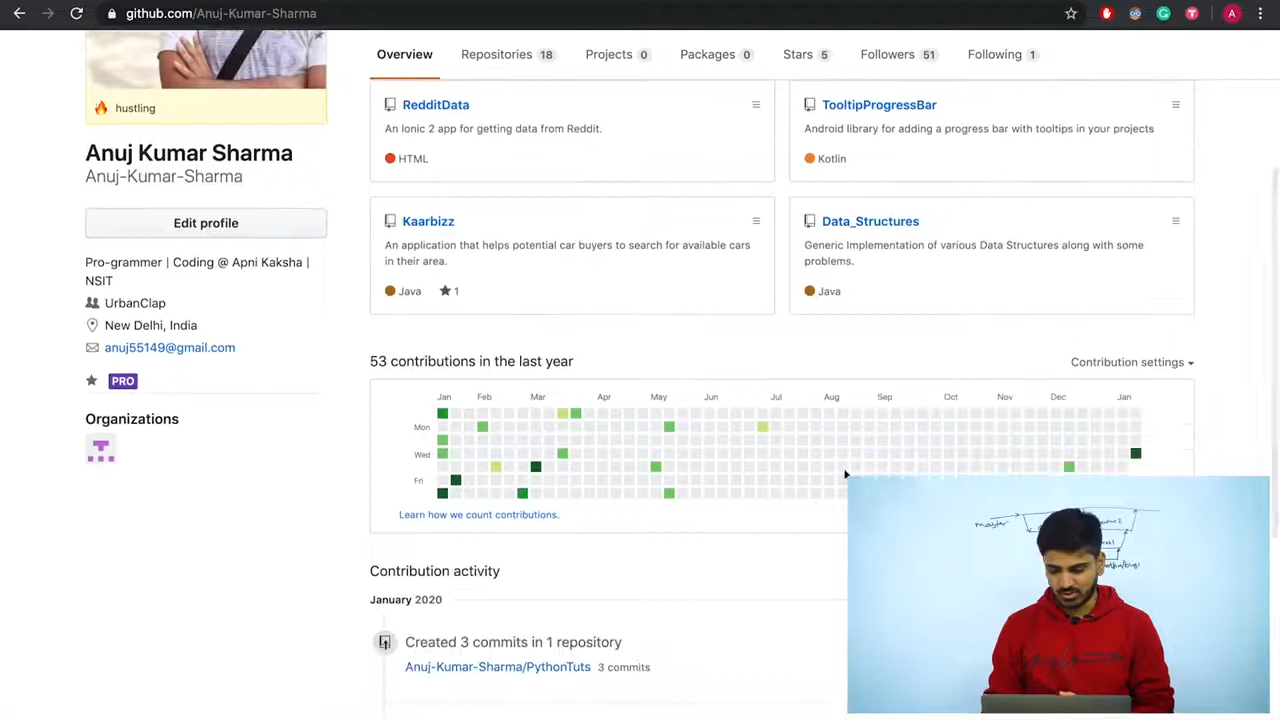 github.com/Anuj-Kumar-Sharma
A
Overview
Repositories 18
Projects 0
Packages 0
Stars 5
Followers 51
Following 1
hustling
Anuj Kumar Sharma
Anuj-Kumar-Sharma
Edit profile
Pro-grammer | Coding @ Apni Kaksha |
NSIT
UrbanClap
New Delhi, India
anuj55149@gmail.com
PRO
Organizations
RedditData
An Ionic 2 app for getting data from Reddit.
HTML
TooltipProgressBar
Android library for adding a progress bar with tooltips in your projects
Kotlin
Kaarbizz
An application that helps potential car buyers to search for available cars
in their area.
Java 1
Data_Structures
Generic Implementation of various Data Structures along with some
problems.
Java
53 contributions in the last year
Contribution settings
Jan Feb Mar Apr May Jun Jul Aug Sep Oct Nov Dec Jan
Mon
Wed
Fri
Learn how we count contributions.
Contribution activity
January 2020
Created 3 commits in 1 repository
Anuj-Kumar-Sharma/PythonTuts 3 commits
master